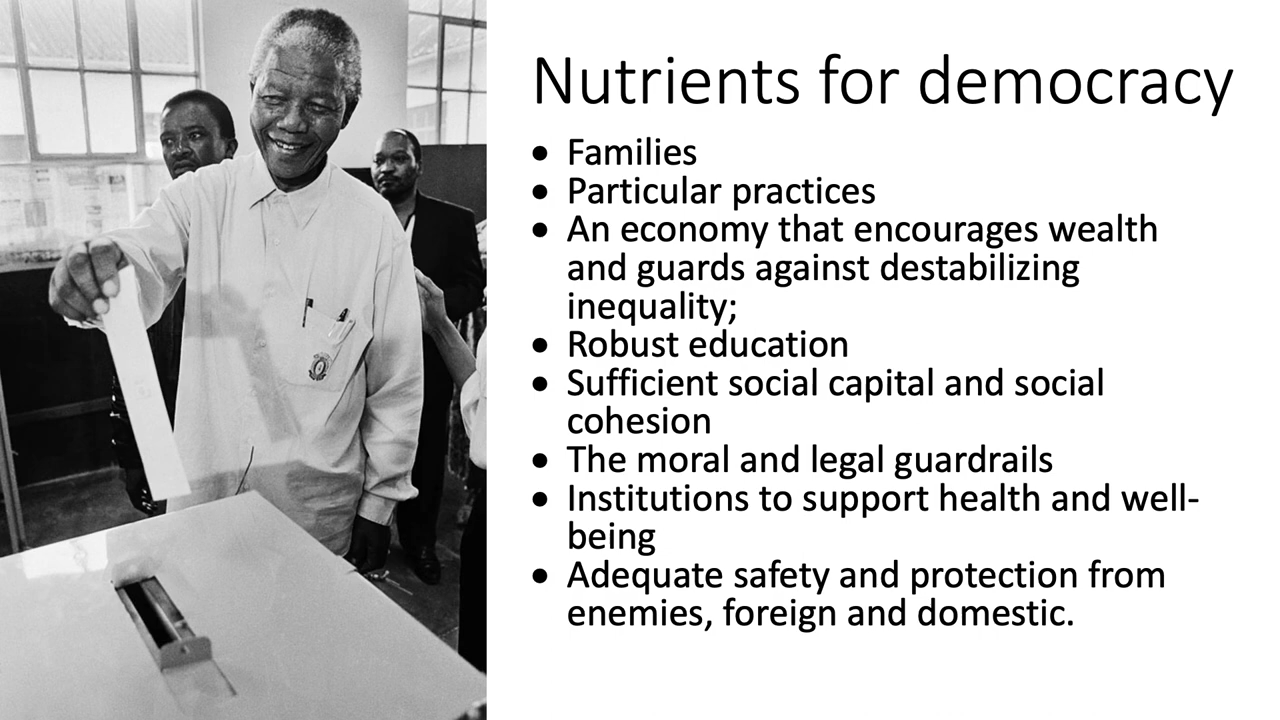 Nutrients for democracy
• Families
• Particular practices
• An economy that encourages wealth
and guards against destabilizing
inequality;
• Robust education
• Sufficient social capital and social
cohesion
• The moral and legal guardrails
• Institutions to support health and well-
being
• Adequate safety and protection from
enemies, foreign and domestic.